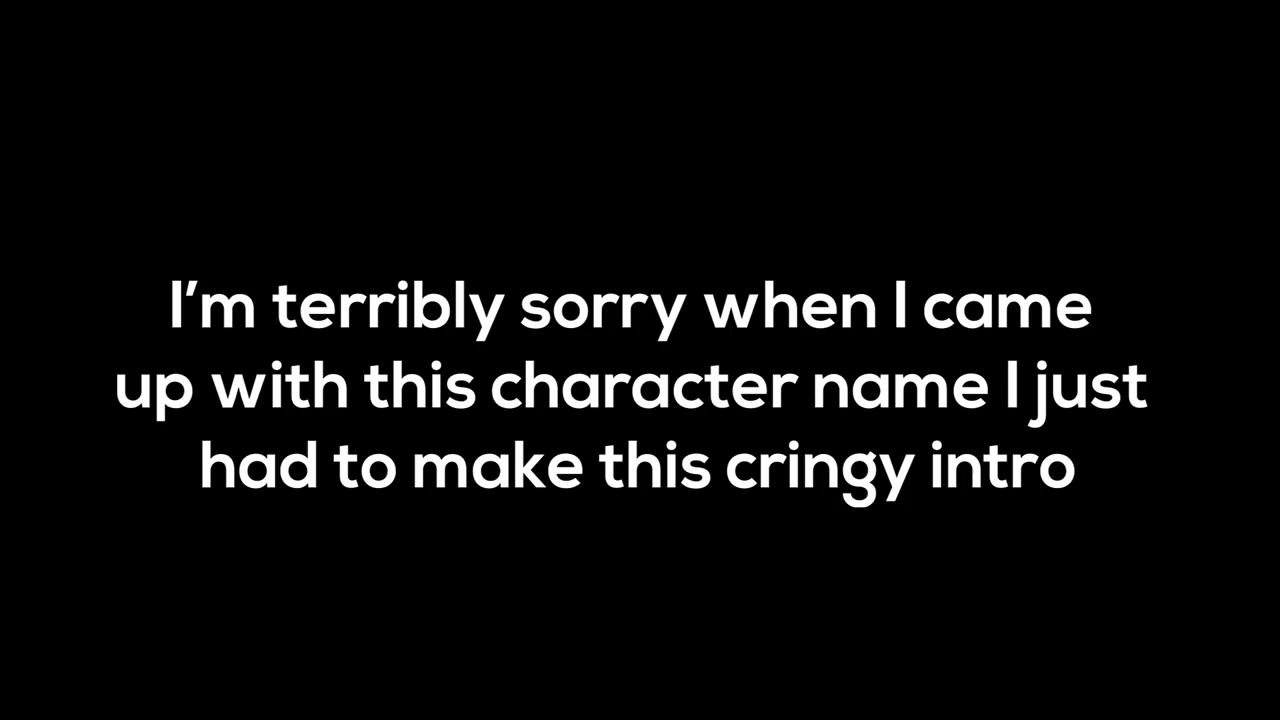 I’m terribly sorry when I came
up with this character name I just
had to make this cringy intro